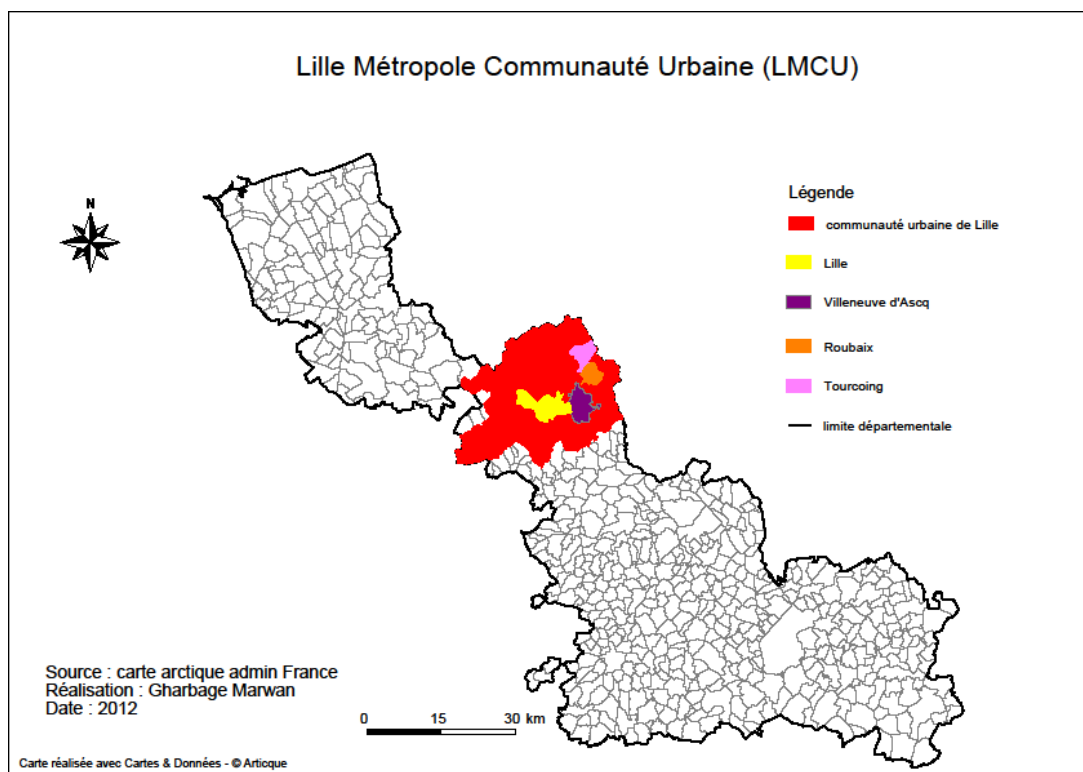 Lille Métropole Communauté Urbaine (LMCU)
N
Légende
communauté urbaine de Lille
Lille
Villeneuve d'Ascq
Roubaix
Tourcoing
limite départementale
Source : carte arctique admin France
Réalisation : Gharbage Marwan
Date : 2012
0 15 30 km
Carte réalisée avec Cartes & Données - © Articque